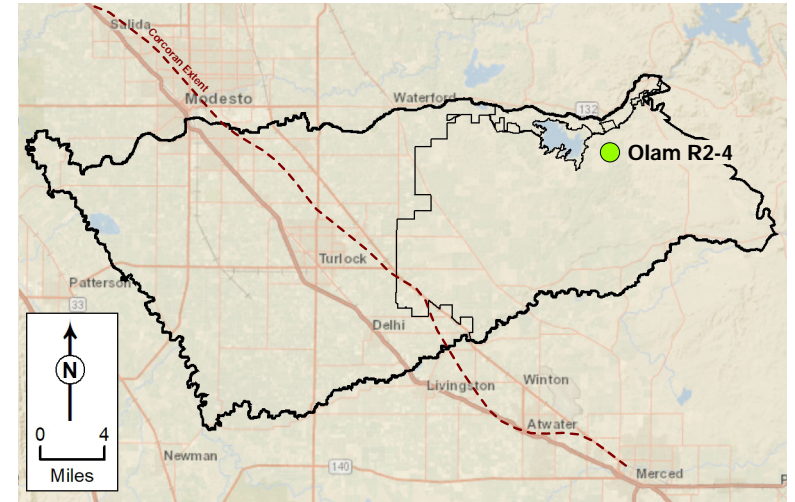 Salida
Corcoran Extent
Modesto
Waterford
132
Olam R2-4
Turlock
Patterson
33
Delhi
N
0 4
Miles
Livingston
Winton
Atwater
Newman
140
Merced
P